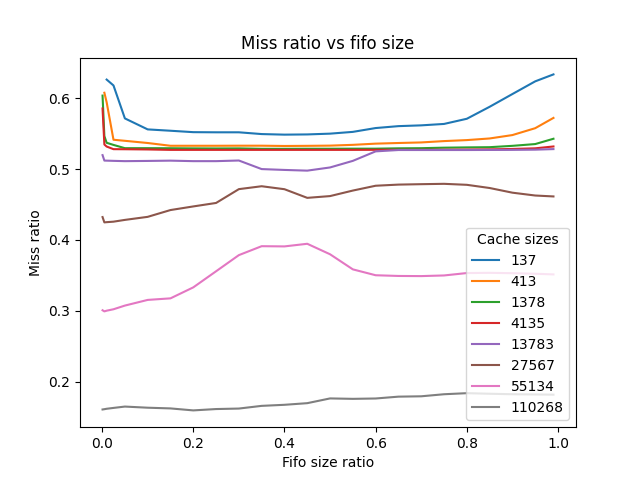 Miss ratio vs fifo size
Miss ratio
0.6
0.5
0.4
0.3
0.2
Cache sizes
137
413
1378
4135
13783
27567
55134
110268
0.0 0.2 0.4 0.6 0.8 1.0
Fifo size ratio